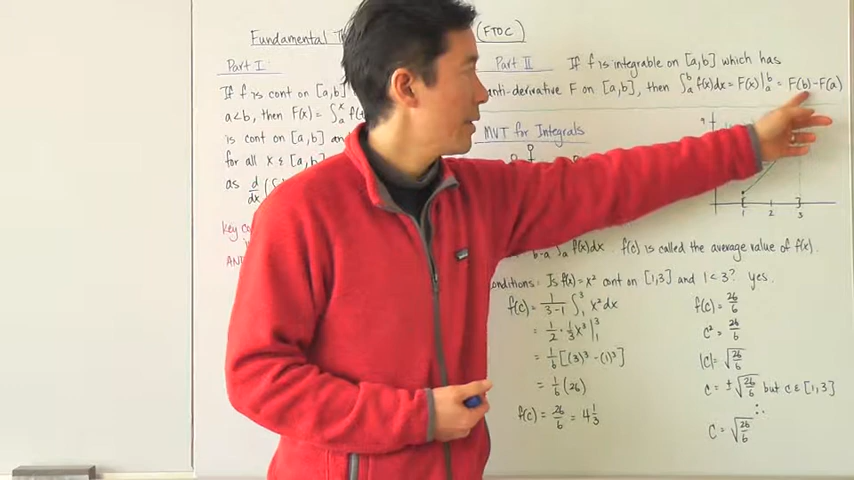 Fundamental (FTOC)
Part I
If f is cont on [a,b]
a<b, then F(x) = ∫ₐˣ f(
is cont on [a,b] an
for all x ∈ [a,b]
as d/dx (
key co
AN
Part II If f is integrable on [a,b] which has
anti-derivative F on [a,b], then ∫ₐᵇ f(x)dx = F(x)|ₐᵇ = F(b)-F(a)
MVT for Integrals
9
1 2 3
b-a ∫ₐ f(x)dx. f(c) is called the average value of f(x).
onditions: Is f(x)=x² cont on [1,3] and 1<3? yes.
f(c) = 1/(3-1) ∫₁³ x²dx
= 1/2 · 1/3 x³|₁³
= 1/6 [(3)³-(1)³]
= 1/6 (26)
f(c) = 26/6 = 4 1/3
f(c) = 26/6
c² = 26/6
|c| = √(26/6)
c = ±√(26/6) but c ∈ [1,3]
∴
c = √(26/6)